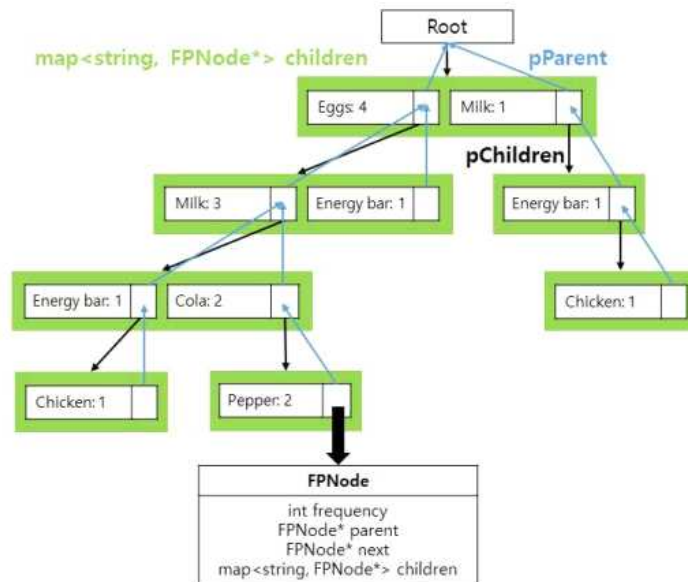 Root
map<string, FPNode*> children
pParent
Eggs: 4
Milk: 1
pChildren
Milk: 3
Energy bar: 1
Energy bar: 1
Energy bar: 1
Cola: 2
Chicken: 1
Chicken: 1
Pepper: 2
FPNode
int frequency
FPNode* parent
FPNode* next
map<string, FPNode*> children